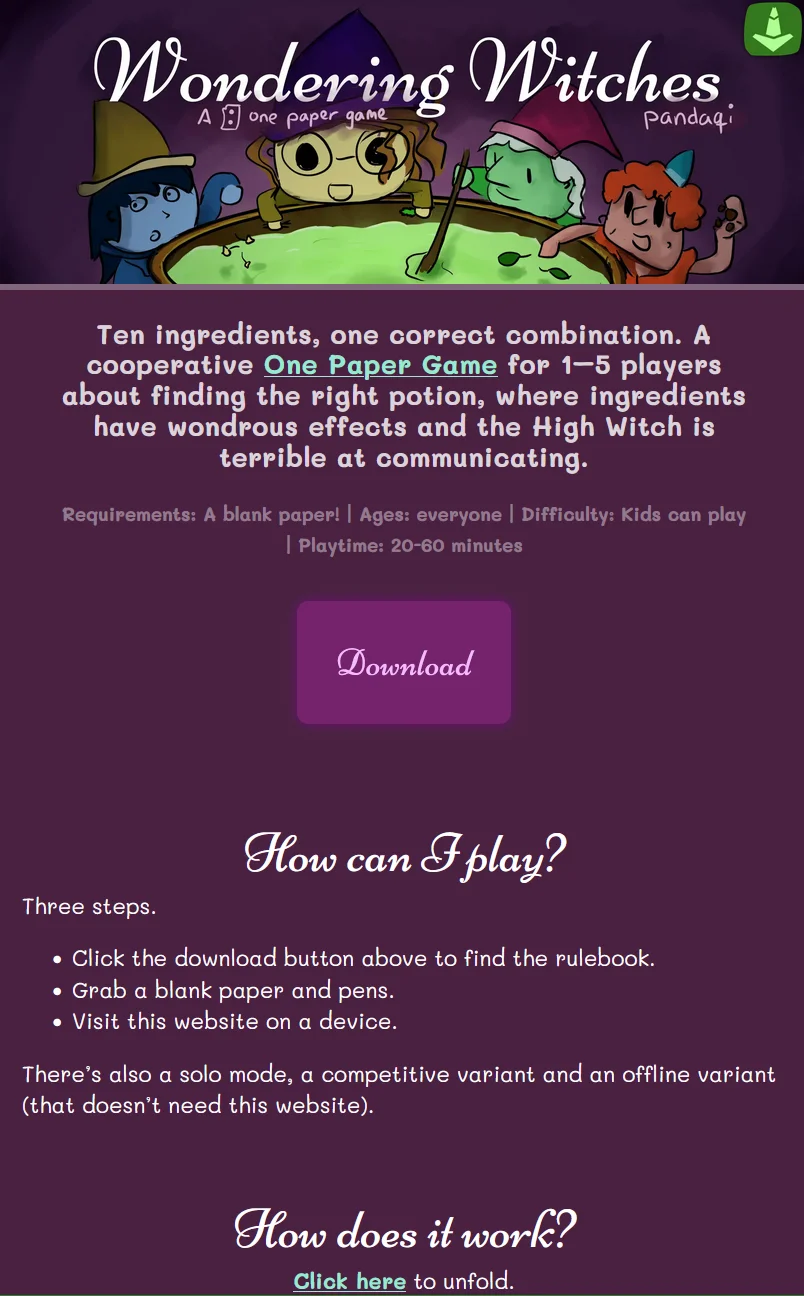 Wondering Witches
A one paper game
pandaqi
Ten ingredients, one correct combination. A
cooperative One Paper Game for 1–5 players
about finding the right potion, where ingredients
have wondrous effects and the High Witch is
terrible at communicating.
Requirements: A blank paper! | Ages: everyone | Difficulty: Kids can play
| Playtime: 20-60 minutes
Download
How can I play?
Three steps.
• Click the download button above to find the rulebook.
• Grab a blank paper and pens.
• Visit this website on a device.
There’s also a solo mode, a competitive variant and an offline variant
(that doesn’t need this website).
How does it work?
Click here to unfold.